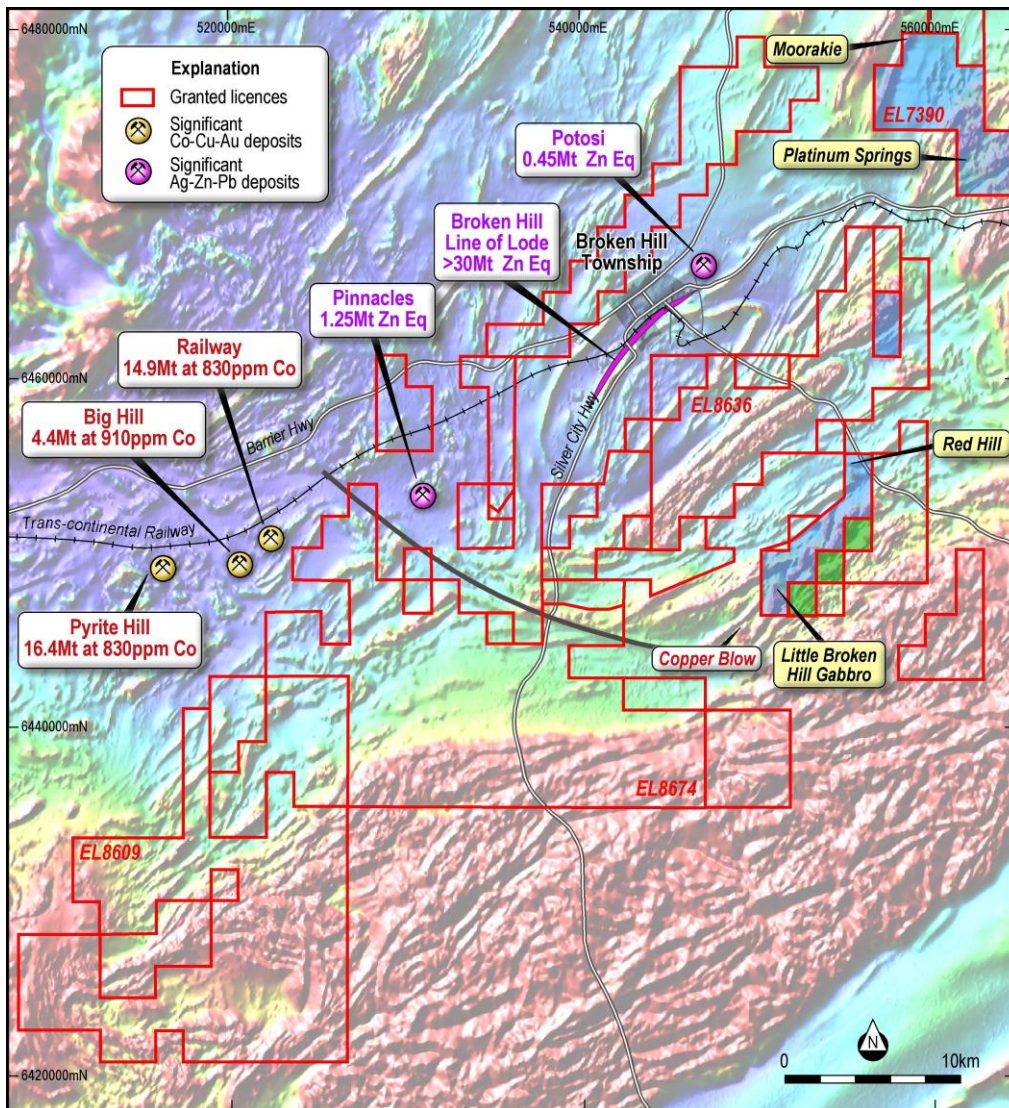 520000mE
540000mE
560000mE
6480000mN
6460000mN
6440000mN
6420000mN
Explanation
Granted licences
Significant
Co-Cu-Au deposits
Significant
Ag-Zn-Pb deposits
Moorakie
EL7390
Platinum Springs
Potosi
0.45Mt  Zn Eq
Broken Hill
Line of Lode
>30Mt  Zn Eq
Broken Hill
Township
Pinnacles
1.25Mt Zn Eq
Railway
14.9Mt at 830ppm Co
Big Hill
4.4Mt at 910ppm Co
Barrier Hwy
Silver City Hwy
EL8636
Red Hill
Trans-continental Railway
Pyrite Hill
16.4Mt at 830ppm Co
Copper Blow
Little Broken
Hill Gabbro
EL8674
EL8609
N
0
10km